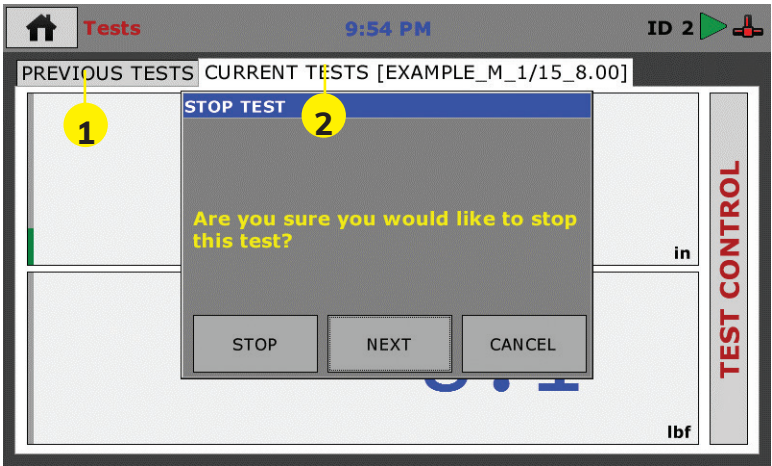 Tests 9:54 PM ID 2
PREVIOUS TESTS CURRENT TESTS [EXAMPLE_M_1/15_8.00]
1
2
STOP TEST
Are you sure you would like to stop
this test?
STOP NEXT CANCEL
in
lbf
TEST CONTROL